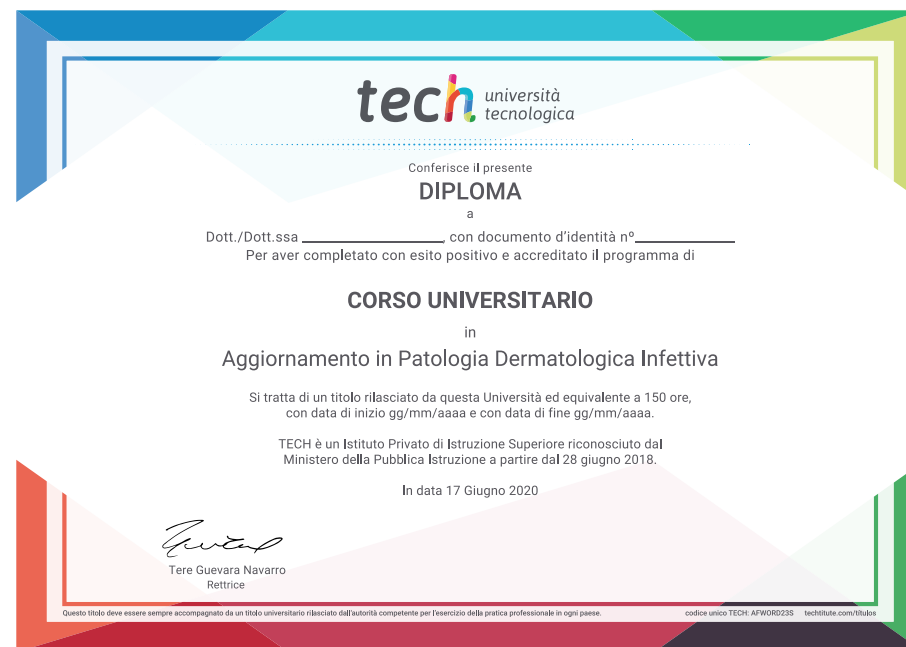 tech università
tecnologica
Conferisce il presente
DIPLOMA
a
Dott./Dott.ssa ____________________, con documento d'identità nº______________
Per aver completato con esito positivo e accreditato il programma di
CORSO UNIVERSITARIO
in
Aggiornamento in Patologia Dermatologica Infettiva
Si tratta di un titolo rilasciato da questa Università ed equivalente a 150 ore,
con data di inizio gg/mm/aaaa e con data di fine gg/mm/aaaa.
TECH è un Istituto Privato di Istruzione Superiore riconosciuto dal
Ministero della Pubblica Istruzione a partire dal 28 giugno 2018.
In data 17 Giugno 2020
Tere Guevara Navarro
Rettrice
Questo titolo deve essere sempre accompagnato da un titolo universitario rilasciato dall'autorità competente per l'esercizio della pratica professionale in ogni paese. codice unico TECH: AFWORD23S techtitute.com/titulos